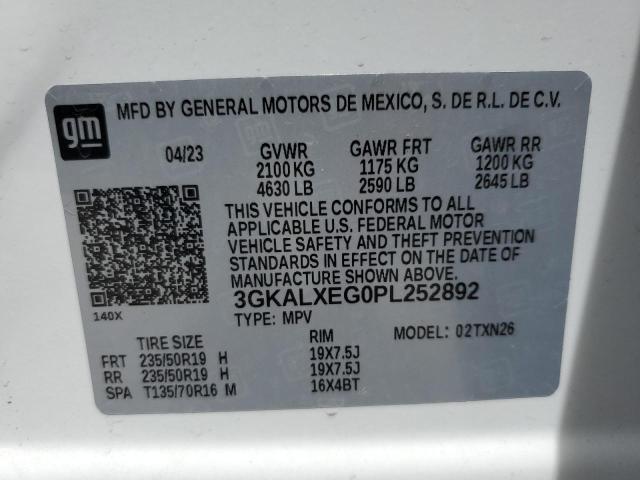 gm
MFD BY GENERAL MOTORS DE MEXICO, S. DE R.L. DE C.V.
04/23 GVWR GAWR FRT GAWR RR
2100 KG 1175 KG 1200 KG
4630 LB 2590 LB 2645 LB
THIS VEHICLE CONFORMS TO ALL
APPLICABLE U.S. FEDERAL MOTOR
VEHICLE SAFETY AND THEFT PREVENTION
STANDARDS IN EFFECT ON THE DATE OF
MANUFACTURE SHOWN ABOVE.
3GKALXEG0PL252892
140X
TYPE: MPV MODEL: 02TXN26
TIRE SIZE RIM
FRT 235/50R19 H 19X7.5J
RR 235/50R19 H 19X7.5J
SPA T135/70R16 M 16X4BT